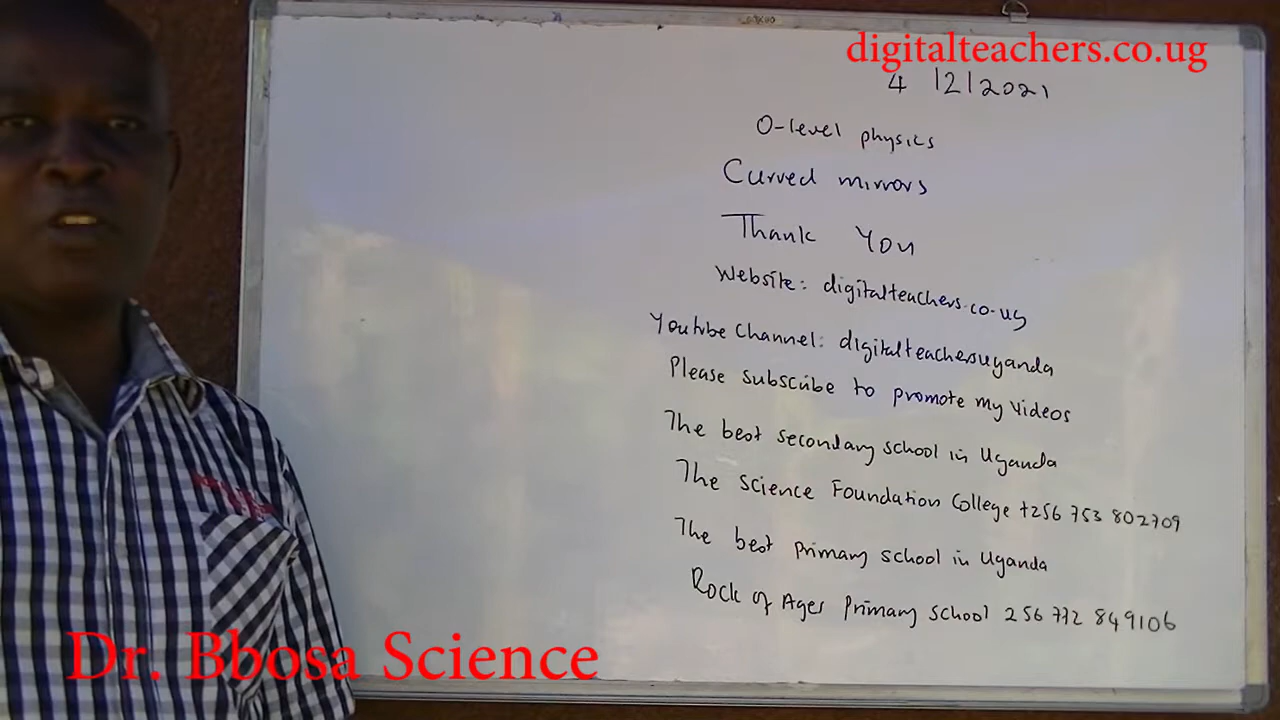 digitalteachers.co.ug
4 12/2021
O-level physics
Curved mirrors
Thank You
Website: digitalteachers.co.ug
Youtube Channel: digitalteachersuganda
Please subscribe to promote my videos
The best secondary school in Uganda
The Science Foundation College +256 753 802709
The best primary school in Uganda
Rock of Ages Primary school 256 772 849106
Dr. Bbosa Science